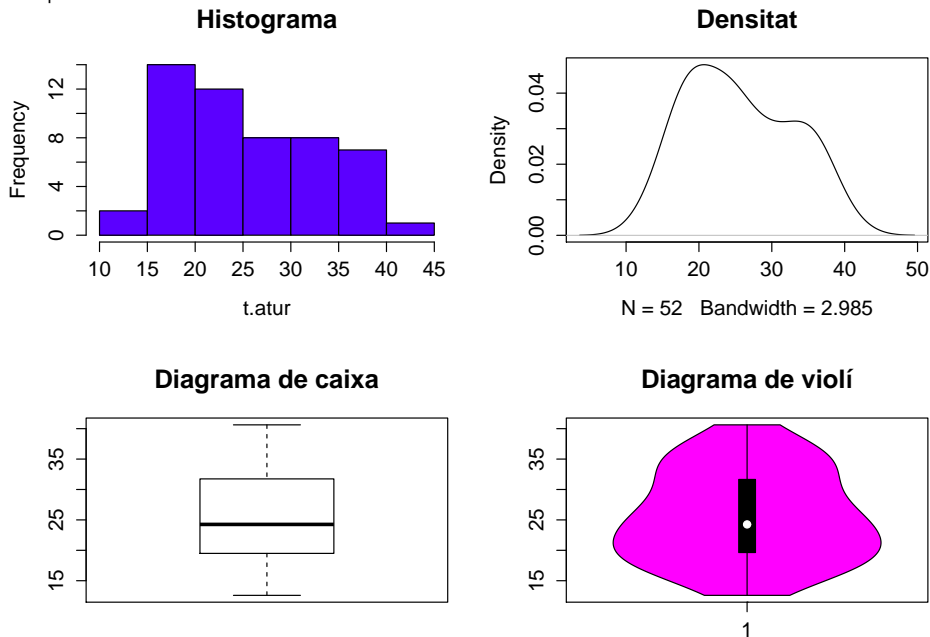 Histograma
Frequency
0 4 8 12
10 15 20 25 30 35 40 45
t.atur
Densitat
Density
0.00 0.02 0.04
10 20 30 40 50
N = 52 Bandwidth = 2.985
Diagrama de caixa
15 25 35
Diagrama de violí
15 25 35
1